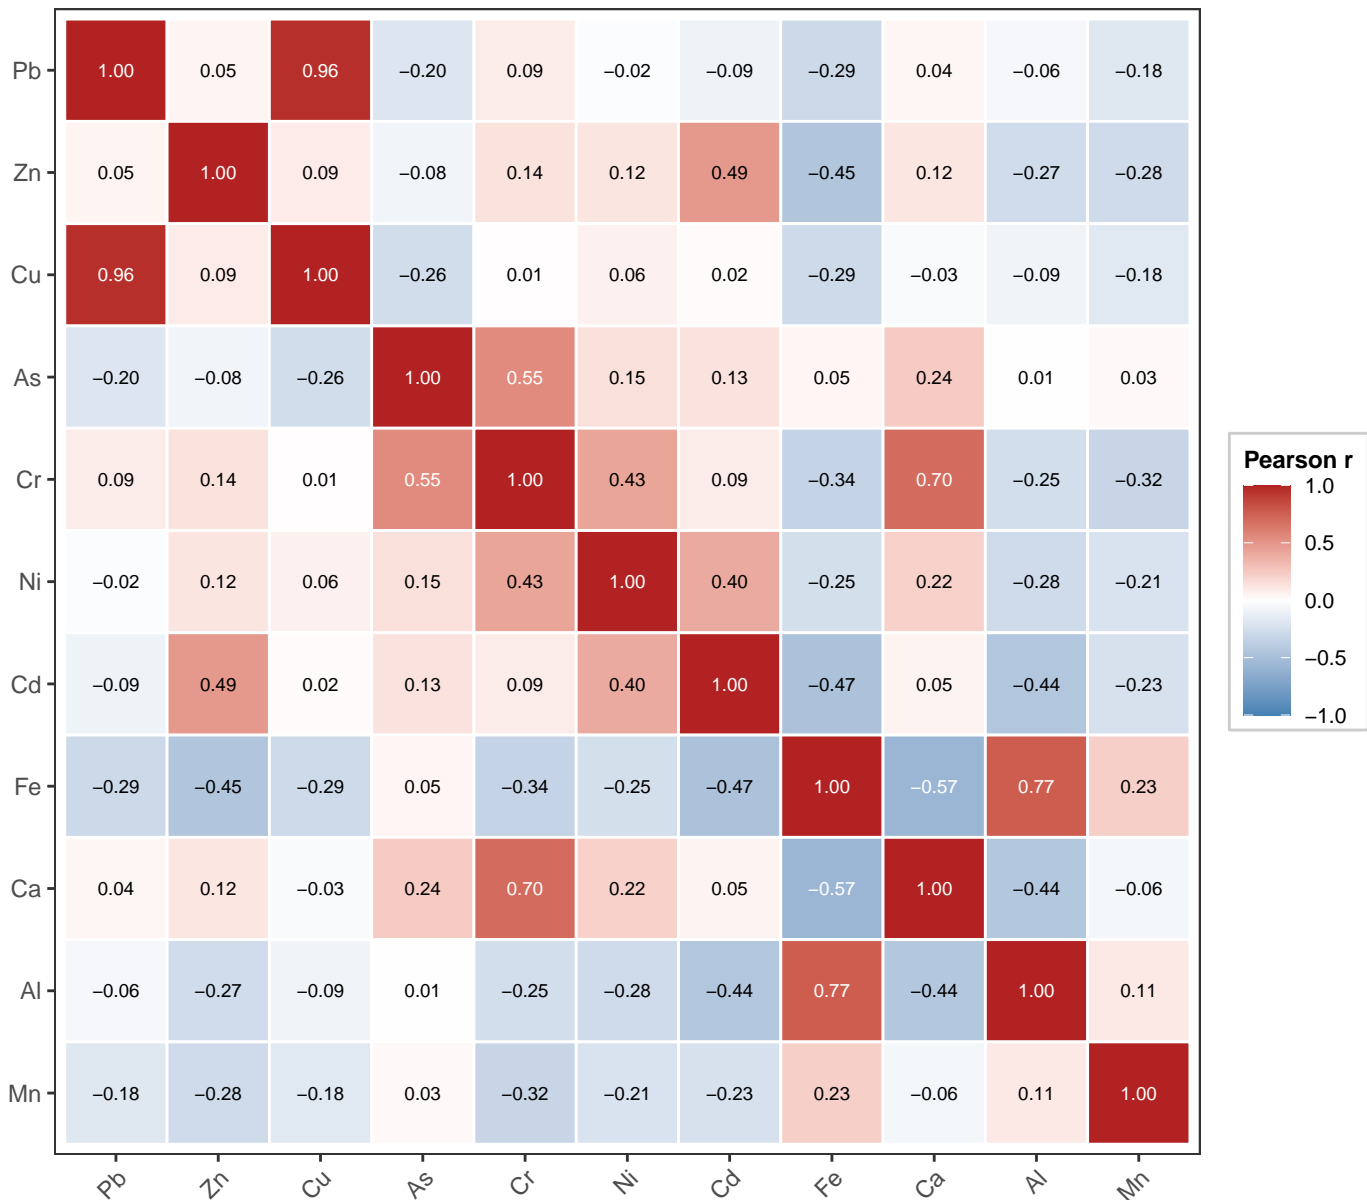 Pb 1.00 0.05 0.96 −0.20 0.09 −0.02 −0.09 −0.29 0.04 −0.06 −0.18
Zn 0.05 1.00 0.09 −0.08 0.14 0.12 0.49 −0.45 0.12 −0.27 −0.28
Cu 0.96 0.09 1.00 −0.26 0.01 0.06 0.02 −0.29 −0.03 −0.09 −0.18
As −0.20 −0.08 −0.26 1.00 0.55 0.15 0.13 0.05 0.24 0.01 0.03
Cr 0.09 0.14 0.01 0.55 1.00 0.43 0.09 −0.34 0.70 −0.25 −0.32
Ni −0.02 0.12 0.06 0.15 0.43 1.00 0.40 −0.25 0.22 −0.28 −0.21
Cd −0.09 0.49 0.02 0.13 0.09 0.40 1.00 −0.47 0.05 −0.44 −0.23
Fe −0.29 −0.45 −0.29 0.05 −0.34 −0.25 −0.47 1.00 −0.57 0.77 0.23
Ca 0.04 0.12 −0.03 0.24 0.70 0.22 0.05 −0.57 1.00 −0.44 −0.06
Al −0.06 −0.27 −0.09 0.01 −0.25 −0.28 −0.44 0.77 −0.44 1.00 0.11
Mn −0.18 −0.28 −0.18 0.03 −0.32 −0.21 −0.23 0.23 −0.06 0.11 1.00
Pb Zn Cu As Cr Ni Cd Fe Ca Al Mn
Pearson r
1.0
0.5
0.0
−0.5
−1.0